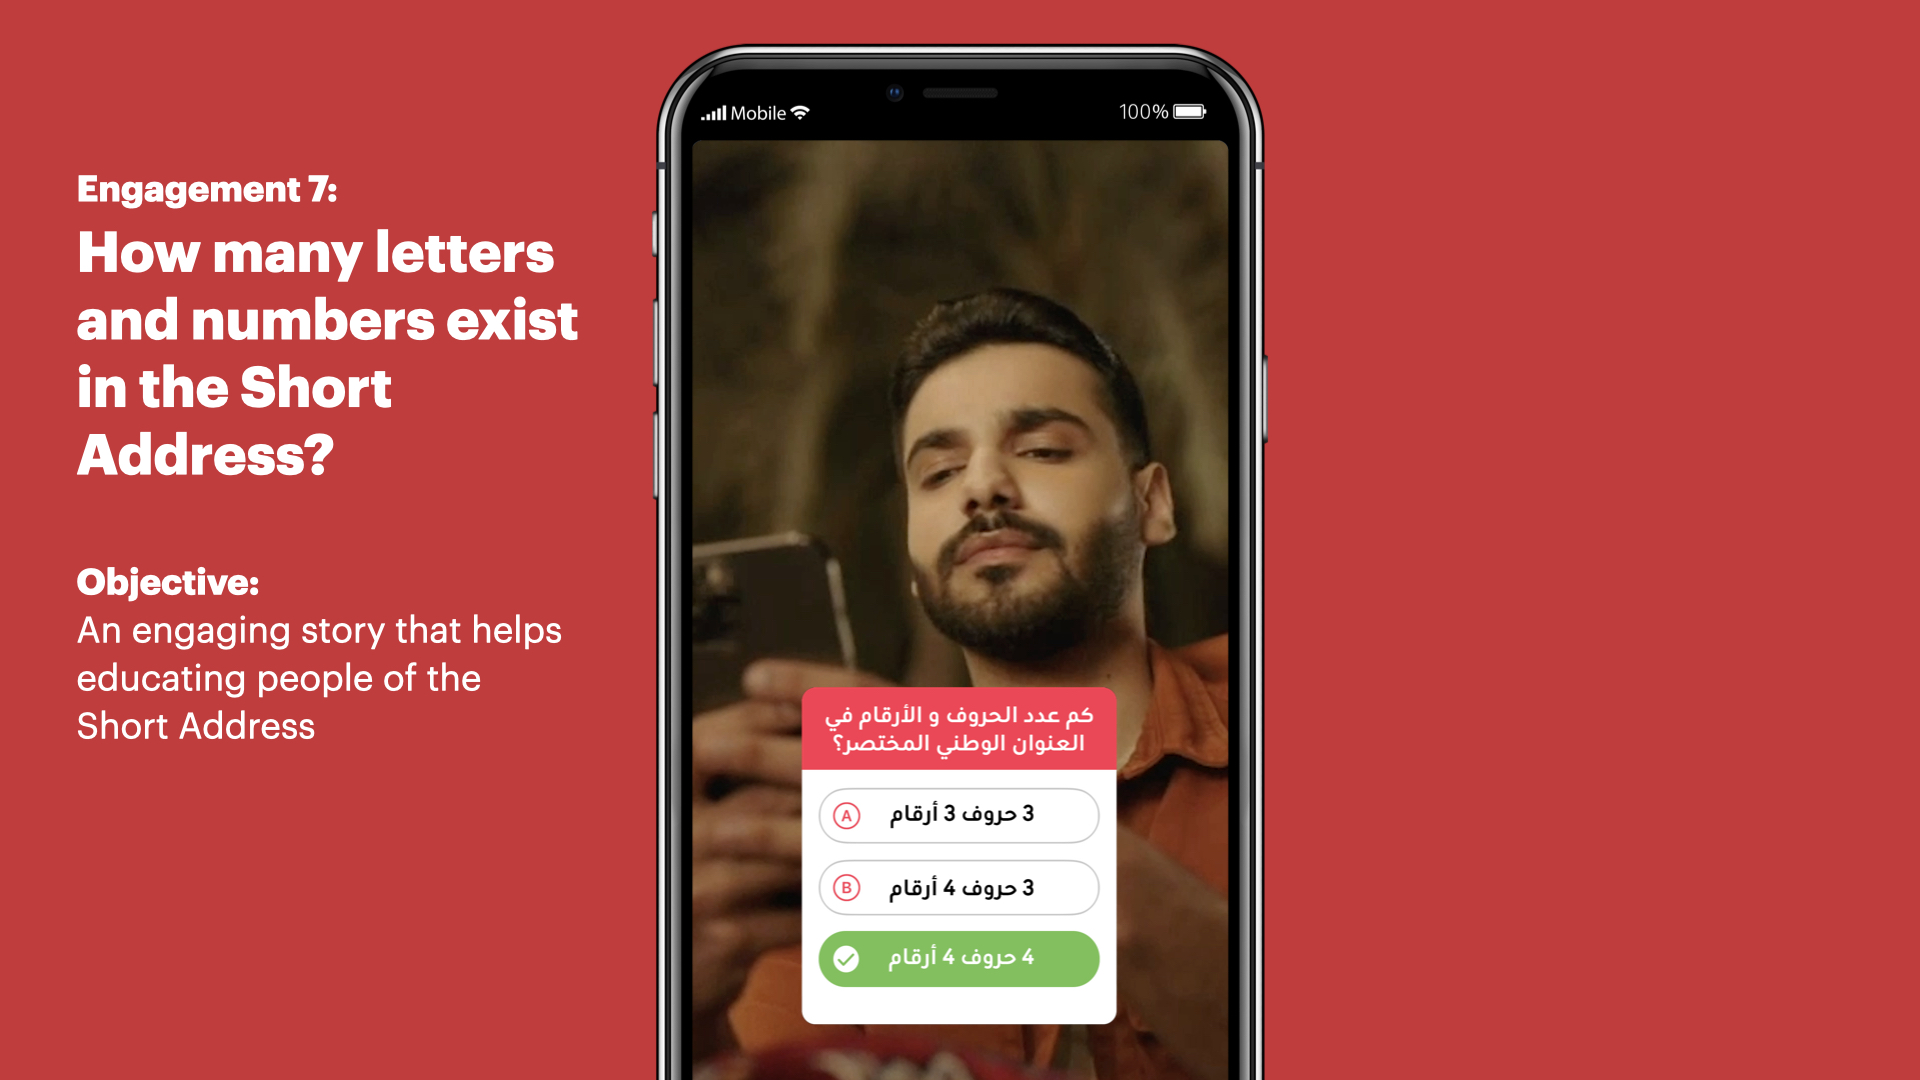 Engagement 7:
How many letters
and numbers exist
in the Short
Address?
Objective:
An engaging story that helps
educating people of the
Short Address
Mobile
100%
كم عدد الحروف و الأرقام في
العنوان الوطني المختصر؟
A 3 حروف 3 أرقام
B 3 حروف 4 أرقام
4 حروف 4 أرقام